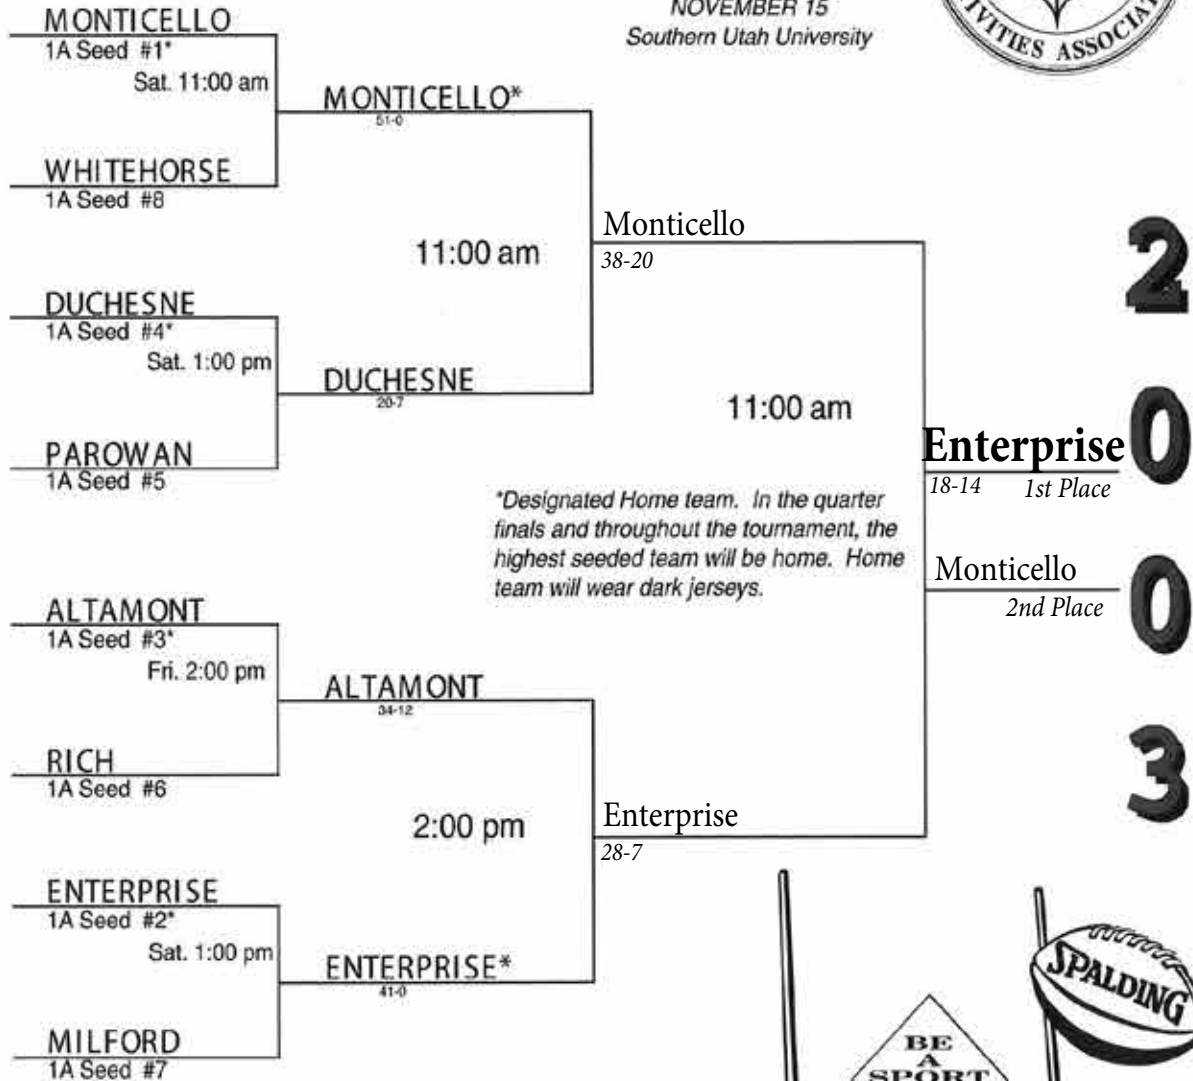 NOVEMBER 15
Southern Utah University
IVITIES ASSOCIAT
MONTICELLO
1A Seed #1*
Sat. 11:00 am
MONTICELLO*
51-0
WHITEHORSE
1A Seed #8
11:00 am
Monticello
38-20
DUCHESNE
1A Seed #4*
Sat. 1:00 pm
DUCHESNE
20-7
PAROWAN
1A Seed #5
11:00 am
Enterprise
18-14 1st Place
*Designated Home team. In the quarter
finals and throughout the tournament, the
highest seeded team will be home. Home
team will wear dark jerseys.
Monticello
2nd Place
2
0
0
3
ALTAMONT
1A Seed #3*
Fri. 2:00 pm
ALTAMONT
34-12
RICH
1A Seed #6
2:00 pm
Enterprise
28-7
ENTERPRISE
1A Seed #2*
Sat. 1:00 pm
ENTERPRISE*
41-0
MILFORD
1A Seed #7
SPALDING
BE
A
SPORT